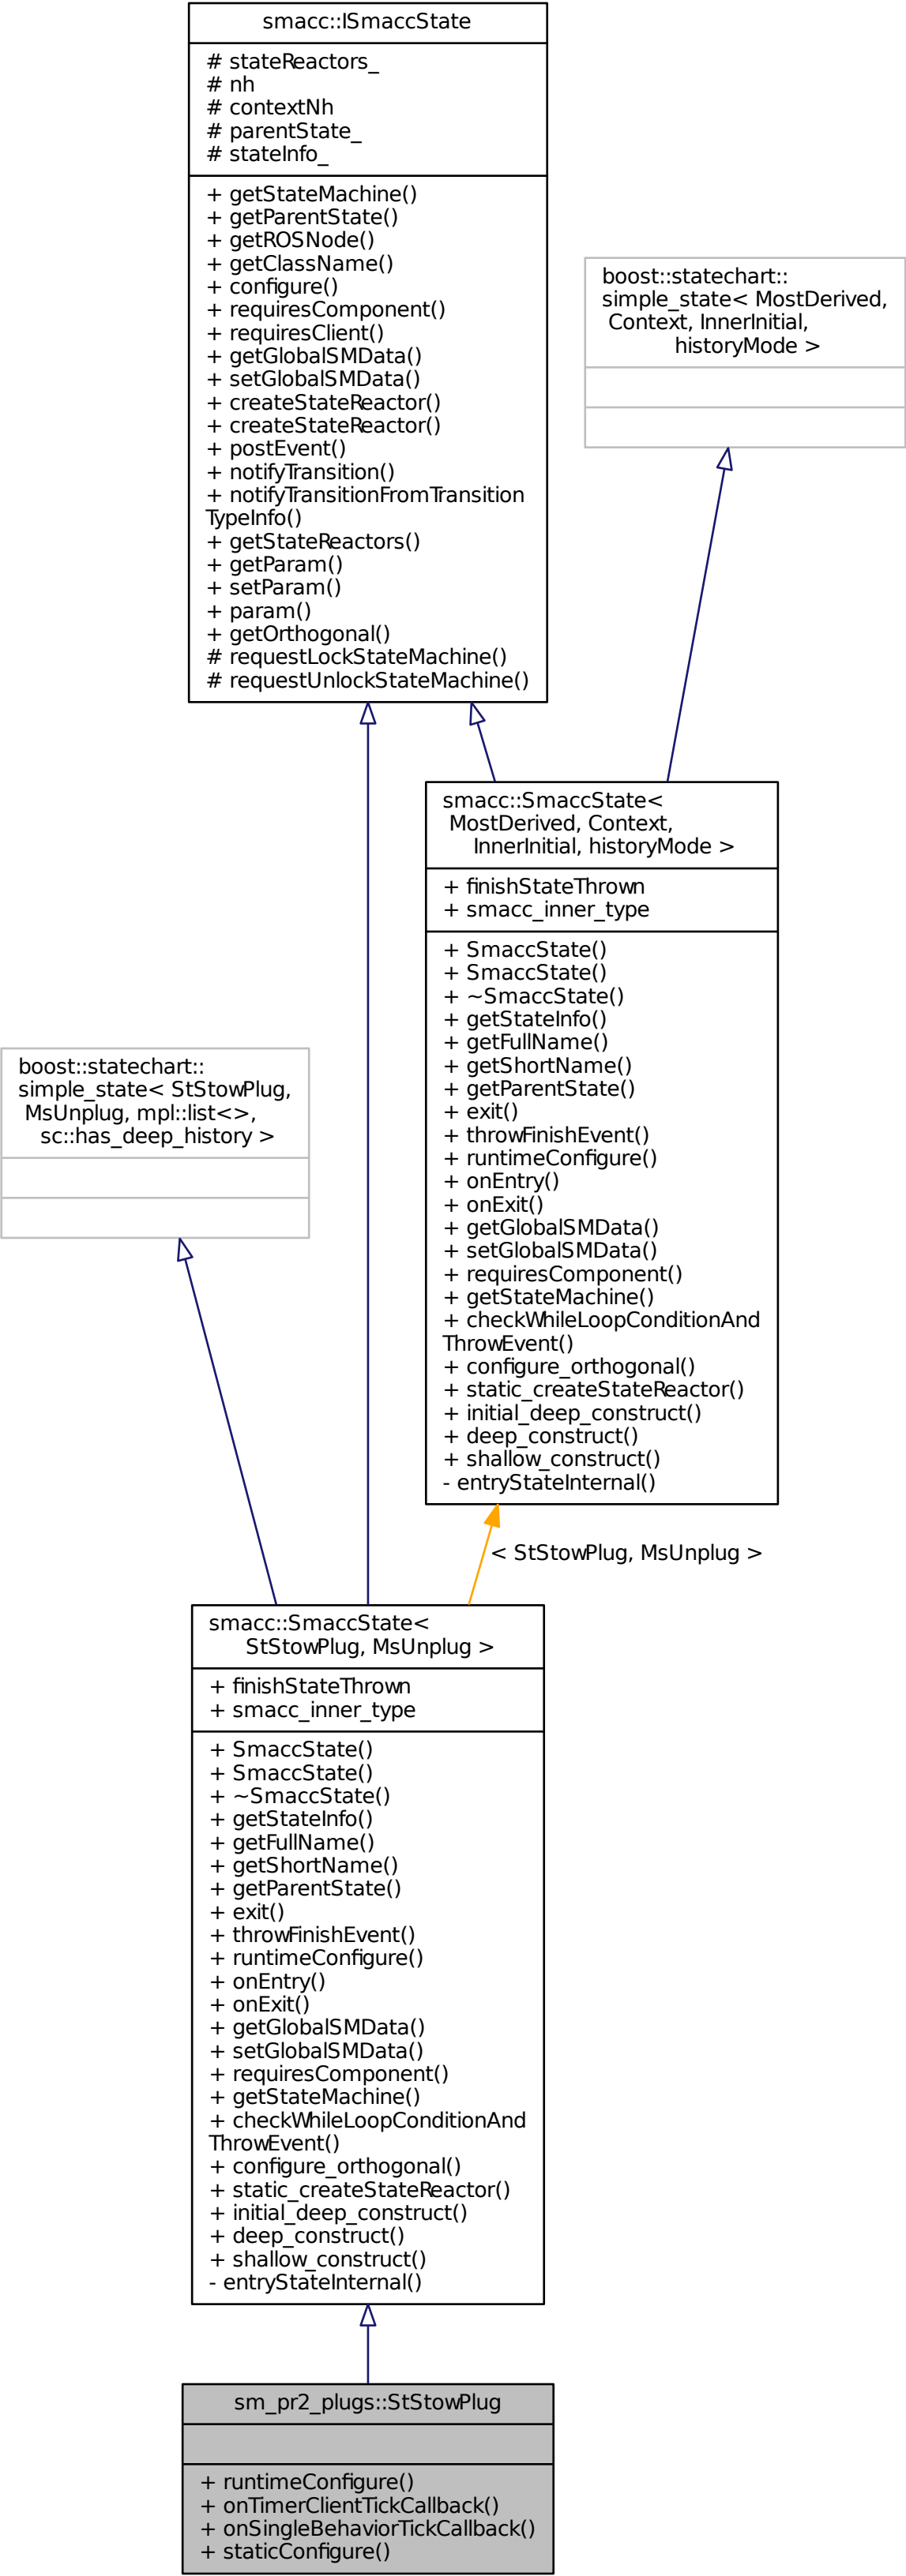 smacc::ISmaccState
# stateReactors_
# nh
# contextNh
# parentState_
# stateInfo_
+ getStateMachine()
+ getParentState()
+ getROSNode()
+ getClassName()
+ configure()
+ requiresComponent()
+ requiresClient()
+ getGlobalSMData()
+ setGlobalSMData()
+ createStateReactor()
+ createStateReactor()
+ postEvent()
+ notifyTransition()
+ notifyTransitionFromTransition
TypeInfo()
+ getStateReactors()
+ getParam()
+ setParam()
+ param()
+ getOrthogonal()
# requestLockStateMachine()
# requestUnlockStateMachine()
boost::statechart::
simple_state< MostDerived,
Context, InnerInitial,
historyMode >
smacc::SmaccState<
MostDerived, Context,
InnerInitial, historyMode >
+ finishStateThrown
+ smacc_inner_type
+ SmaccState()
+ SmaccState()
+ ~SmaccState()
+ getStateInfo()
+ getFullName()
+ getShortName()
+ getParentState()
+ exit()
+ throwFinishEvent()
+ runtimeConfigure()
+ onEntry()
+ onExit()
+ getGlobalSMData()
+ setGlobalSMData()
+ requiresComponent()
+ getStateMachine()
+ checkWhileLoopConditionAnd
ThrowEvent()
+ configure_orthogonal()
+ static_createStateReactor()
+ initial_deep_construct()
+ deep_construct()
+ shallow_construct()
- entryStateInternal()
boost::statechart::
simple_state< StStowPlug,
MsUnplug, mpl::list<>,
sc::has_deep_history >
< StStowPlug, MsUnplug >
smacc::SmaccState<
StStowPlug, MsUnplug >
+ finishStateThrown
+ smacc_inner_type
+ SmaccState()
+ SmaccState()
+ ~SmaccState()
+ getStateInfo()
+ getFullName()
+ getShortName()
+ getParentState()
+ exit()
+ throwFinishEvent()
+ runtimeConfigure()
+ onEntry()
+ onExit()
+ getGlobalSMData()
+ setGlobalSMData()
+ requiresComponent()
+ getStateMachine()
+ checkWhileLoopConditionAnd
ThrowEvent()
+ configure_orthogonal()
+ static_createStateReactor()
+ initial_deep_construct()
+ deep_construct()
+ shallow_construct()
- entryStateInternal()
sm_pr2_plugs::StStowPlug
+ runtimeConfigure()
+ onTimerClientTickCallback()
+ onSingleBehaviorTickCallback()
+ staticConfigure()